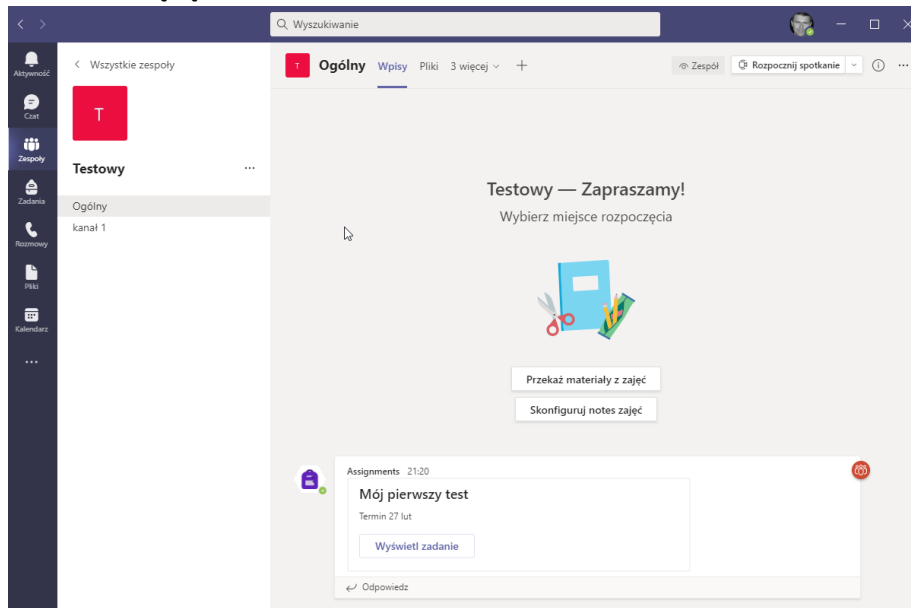 Wyszukiwanie
Aktywność
Czat
Zespoły
Zadania
Rozmowy
Pliki
Kalendarz
Wszystkie zespoły
T
Testowy
Ogólny
kanał 1
T Ogólny Wpisy Pliki 3 więcej Zespół Rozpocznij spotkanie
Testowy — Zapraszamy!
Wybierz miejsce rozpoczęcia
Przekaż materiały z zajęć
Skonfiguruj notes zajęć
Assignments 21:20
Mój pierwszy test
Termin 27 lut
Wyświetl zadanie
Odpowiedz